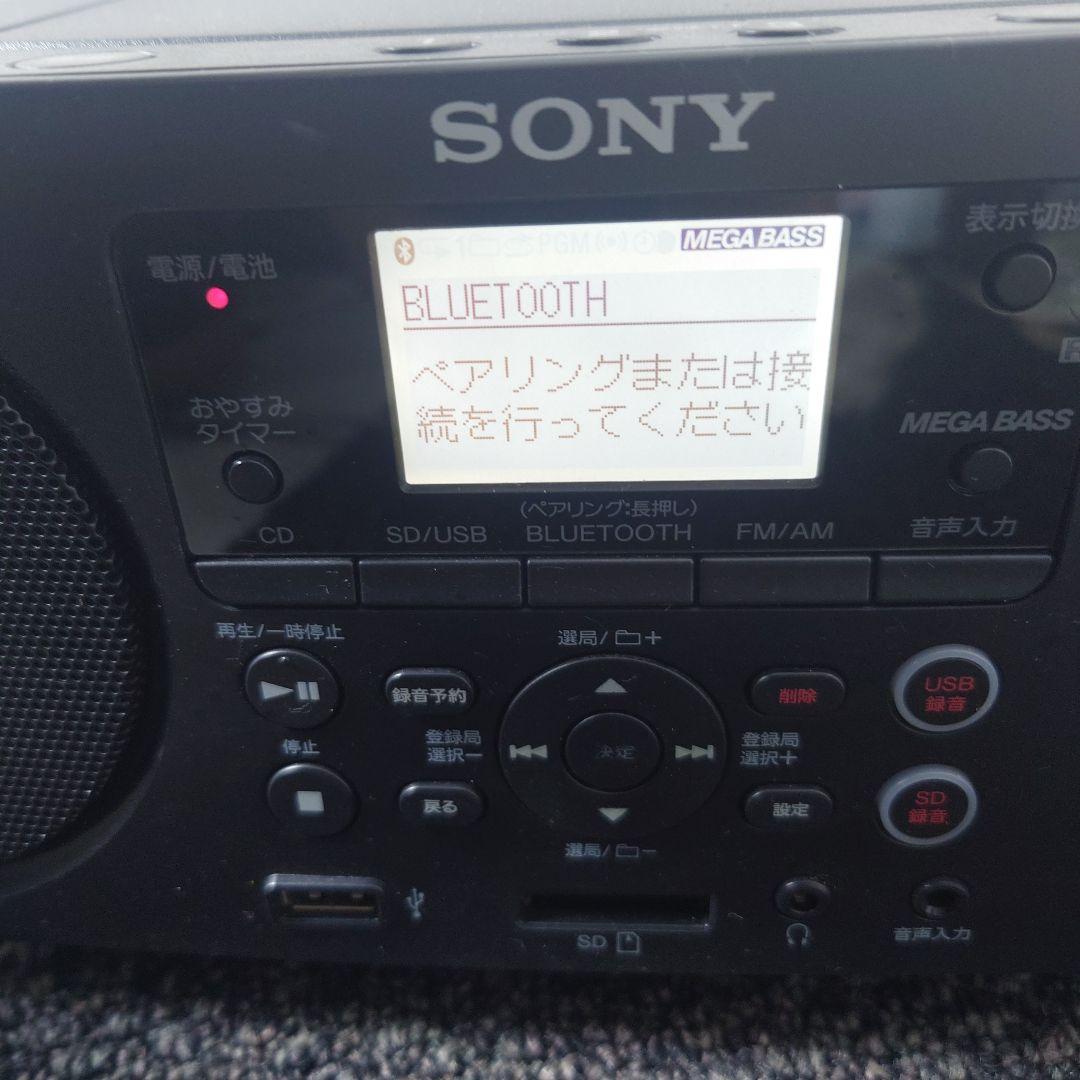 SONY
表示切換
電源/電池
PGM
MEGA BASS
BLUETOOTH
ペアリングまたは接
続を行ってください
おやすみ
タイマー
MEGA BASS
(ペアリング:長押し)
CD
SD/USB
BLUETOOTH
FM/AM
音声入力
再生/一時停止
選局/
+
録音予約
削除
USB
録音
登録局
選択-
決定
登録局
選択+
停止
戻る
設定
SD
録音
選局/
-
SD
音声入力